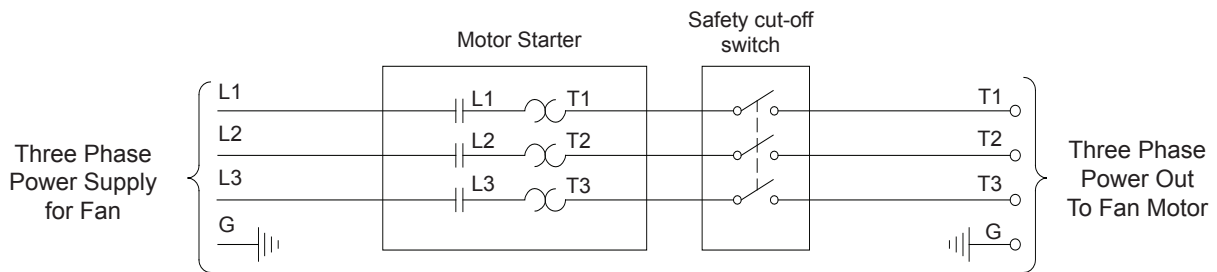 Safety cut-off
switch
Motor Starter
L1
L1
T1
T1
L2
L2
T2
T2
L3
L3
T3
T3
G
G
Three Phase
Power Supply
for Fan
Three Phase
Power Out
To Fan Motor